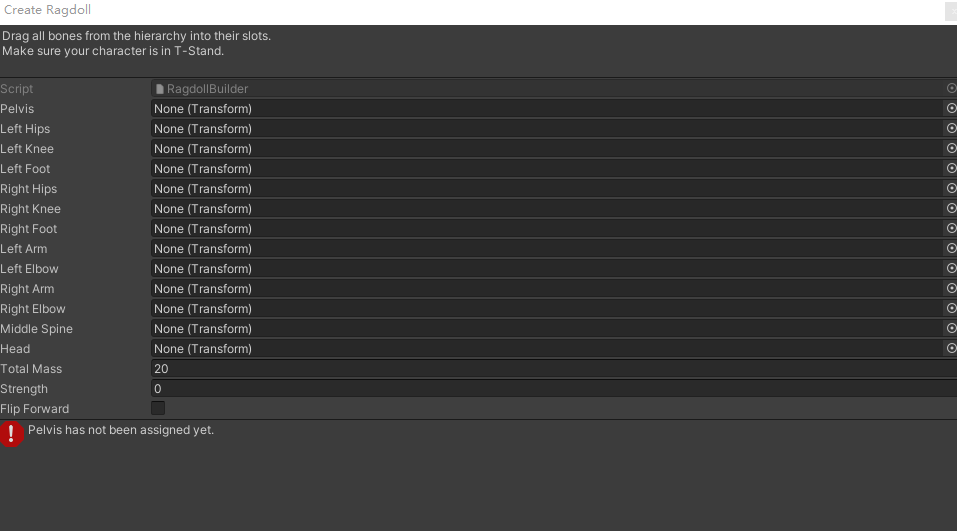 Create Ragdoll
Drag all bones from the hierarchy into their slots.
Make sure your character is in T-Stand.
Script RagdollBuilder
Pelvis None (Transform)
Left Hips None (Transform)
Left Knee None (Transform)
Left Foot None (Transform)
Right Hips None (Transform)
Right Knee None (Transform)
Right Foot None (Transform)
Left Arm None (Transform)
Left Elbow None (Transform)
Right Arm None (Transform)
Right Elbow None (Transform)
Middle Spine None (Transform)
Head None (Transform)
Total Mass 20
Strength 0
Flip Forward
Pelvis has not been assigned yet.